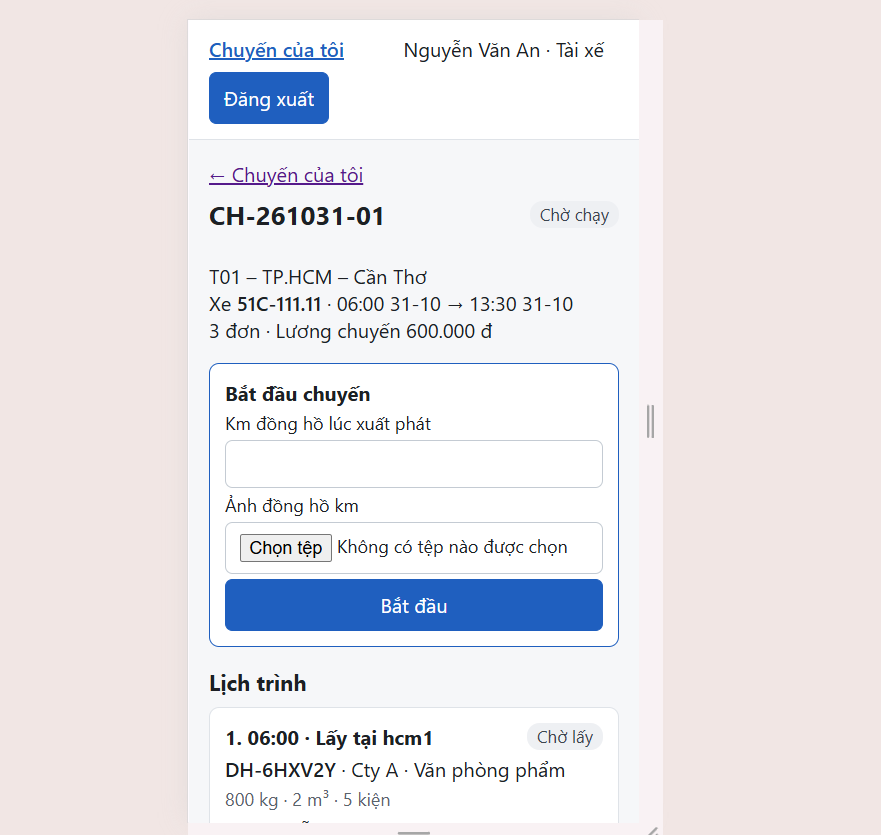 Chuyến của tôi Nguyễn Văn An · Tài xế
Đăng xuất
← Chuyến của tôi
CH-261031-01 Chờ chạy
T01 – TP.HCM – Cần Thơ
Xe 51C-111.11 · 06:00 31-10 → 13:30 31-10
3 đơn · Lương chuyến 600.000 đ
Bắt đầu chuyến
Km đồng hồ lúc xuất phát
Ảnh đồng hồ km
Chọn tệp Không có tệp nào được chọn
Bắt đầu
Lịch trình
1. 06:00 · Lấy tại hcm1 Chờ lấy
DH-6HXV2Y · Cty A · Văn phòng phẩm
800 kg · 2 m³ · 5 kiện